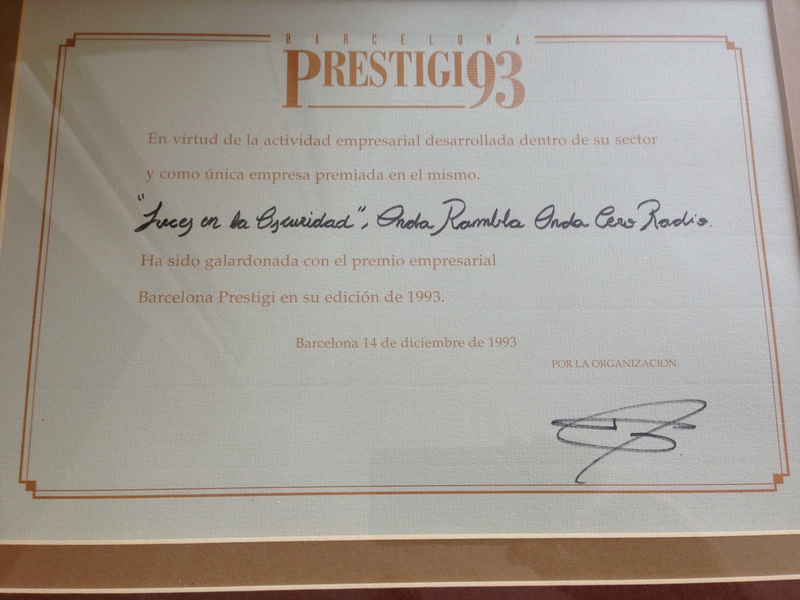 BARCELONA
PRESTIGI93
En virtud de la actividad empresarial desarrollada dentro de su sector
y como única empresa premiada en el mismo.
"Luces en la Oscuridad", Onda Rambla Onda Cero Radio.
Ha sido galardonada con el premio empresarial
Barcelona Prestigi en su edición de 1993.
Barcelona 14 de diciembre de 1993
POR LA ORGANIZACION